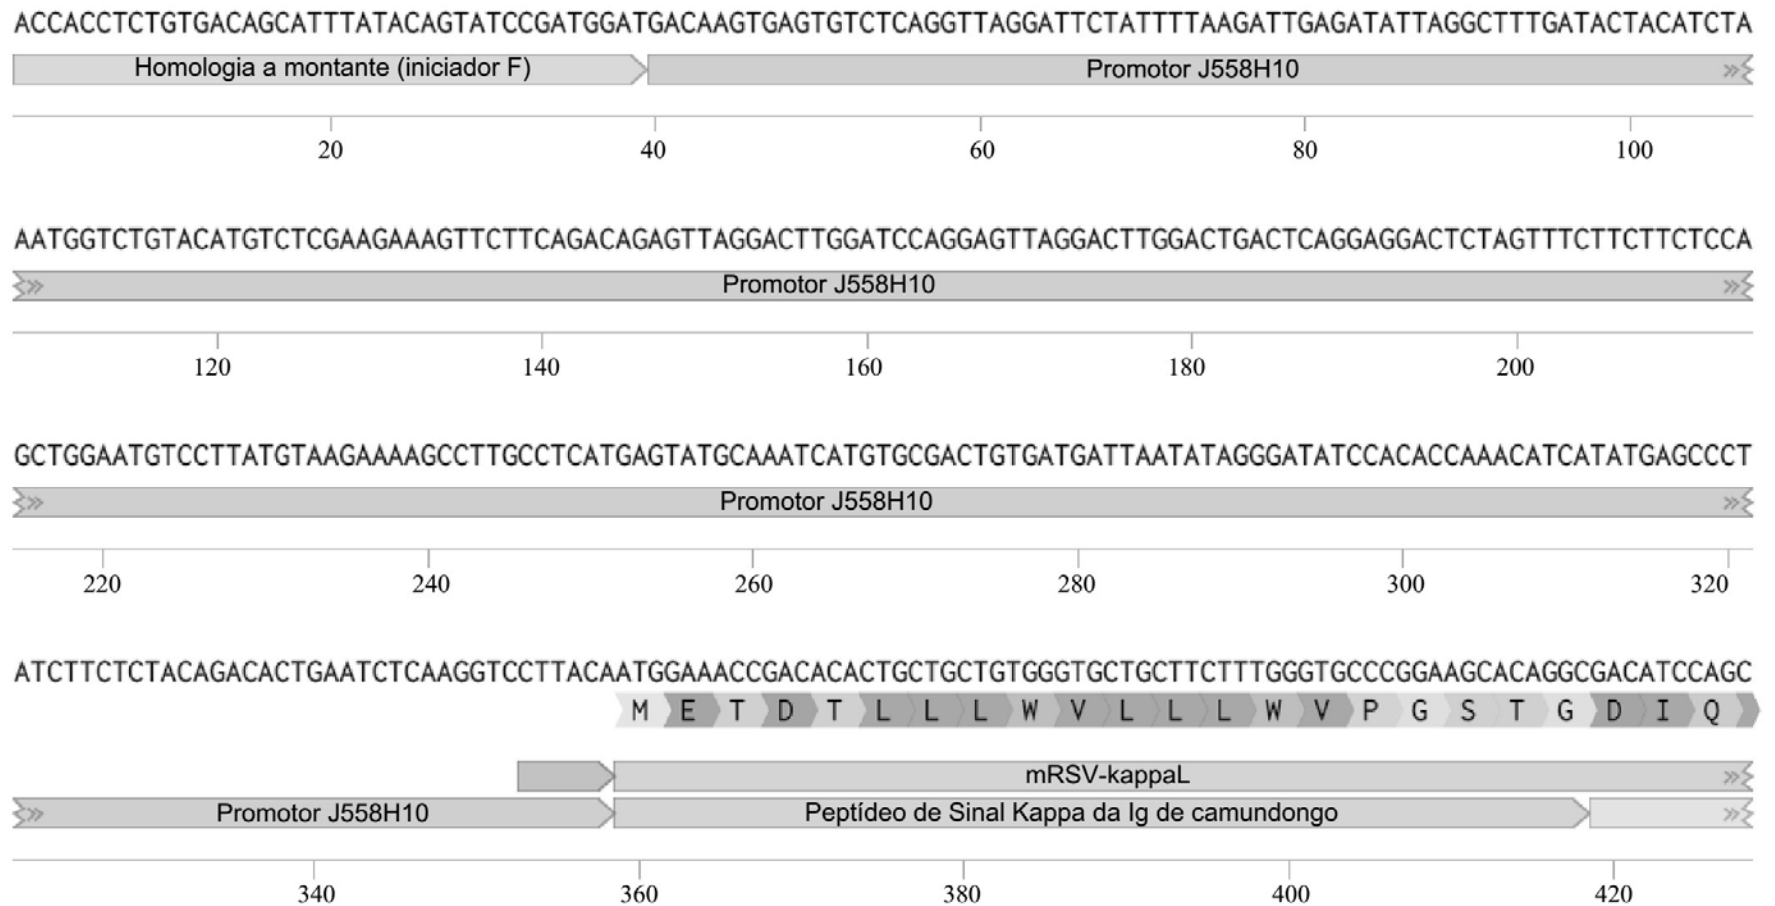 ACCACCTCTGTGACAGCATTTATACAGTATCCGATGGATGACAAGTGAGTGTCTCAGGTTAGGATTCTATTTTAAGATTGAGATATTAGGCTTTGATACTACATCTA
Homologia a montante (iniciador F) Promotor J558H10
20 40 60 80 100
AATGGTCTGTACATGTCTCGAAGAAAGTTCTTCAGACAGAGTTAGGACTTGGATCCAGGAGTTAGGACTTGGACTGACTCAGGAGGACTCTAGTTTCTTCTTCTCCA
Promotor J558H10
120 140 160 180 200
GCTGGAATGTCCTTATGTAAGAAAAGCCTTGCCTCATGAGTATGCAAATCATGTGCGACTGTGATGATTAATATAGGGATATCCACACCAAACATCATATGAGCCCT
Promotor J558H10
220 240 260 280 300 320
ATCTTCTCTACAGACACTGAATCTCAAGGTCCTTACAATGGAAACCGACACACTGCTGCTGTGGGTGCTGCTTCTTTGGGTGCCCGGAAGCACAGGCGACATCCAGC
M E T D T L L L W V L L L W V P G S T G D I Q
mRSV-kappaL
Promotor J558H10 Peptídeo de Sinal Kappa da Ig de camundongo
340 360 380 400 420